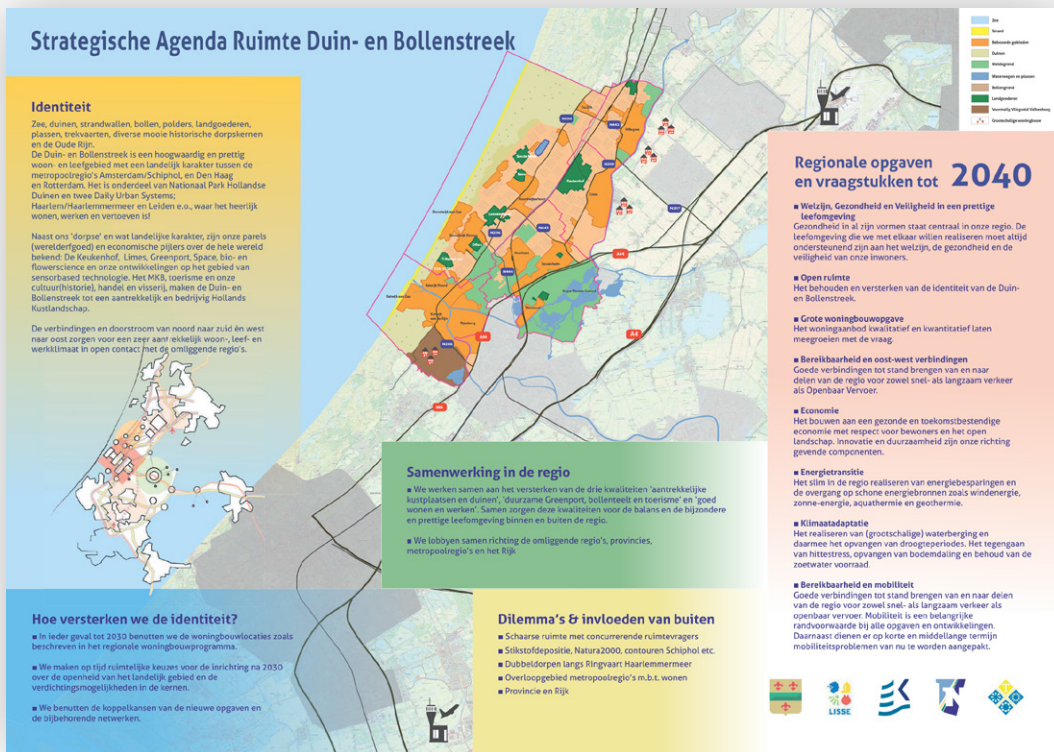 Strategische Agenda Ruimte Duin- en Bollenstreek
Identiteit
Zee, duinen, strandwallen, bollen, polders, landgoederen,
plassen, trekvaarten, diverse mooie historische dorpskernen
en de Oude Rijn.
De Duin- en Bollenstreek is een hoogwaardig en prettig
woon- en leefgebied met een landelijk karakter tussen de
metropoolregio's Amsterdam/Schiphol, en Den Haag
en Rotterdam. Het is onderdeel van Nationaal Park Hollandse
Duinen en twee Daily Urban Systems;
Haarlem/Haarlemmermeer en Leiden e.o., waar het heerlijk
wonen, werken en vertoeven is!
Naast ons 'dorpse' en wat landelijke karakter, zijn onze parels
(werelderfgoed) en economische pijlers over de hele wereld
bekend: De Keukenhof, Limes, Greenport, Space, bio- en
flowerscience en onze ontwikkelingen op het gebied van
sensorbased technologie. Het MKB, toerisme en onze
cultuur(historie), handel en visserij, maken de Duin- en
Bollenstreek tot een aantrekkelijk en bedrijvig Hollands
Kustlandschap.
De verbindingen en doorstroom van noord naar zuid èn west
naar oost zorgen voor een zeer aantrekkelijk woon-, leef- en
werkklimaat in open contact met de omliggende regio's.
Hoe versterken we de identiteit?
■ In ieder geval tot 2030 benutten we de woningbouwlocaties zoals
beschreven in het regionale woningbouwprogramma.
■ We maken op tijd ruimtelijke keuzes voor de inrichting na 2030
over de openheid van het landelijk gebied en de
verdichtingsmogelijkheden in de kernen.
■ We benutten de koppelkansen van de nieuwe opgaven en
de bijbehorende netwerken.
Samenwerking in de regio
■ We werken samen aan het versterken van de drie kwaliteiten 'aantrekkelijke
kustplaatsen en duinen', 'duurzame Greenport, bollenteelt en toerisme' en 'goed
wonen en werken'. Samen zorgen deze kwaliteiten voor de balans en de bijzondere
en prettige leefomgeving binnen en buiten de regio.
■ We lobbyen samen richting de omliggende regio's, provincies,
metropoolregio's en het Rijk
Dilemma's & invloeden van buiten
■ Schaarse ruimte met concurrerende ruimtevragers
■ Stikstofdepositie, Natura2000, contouren Schiphol etc.
■ Dubbeldorpen langs Ringvaart Haarlemmermeer
■ Overloopgebied metropoolregio's m.b.t. wonen
■ Provincie en Rijk
Zee
Strand
Bebouwde gebieden
Duinen
Weidegrond
Waterwegen en plassen
Bollengrond
Landgoederen
Voormalig Vliegveld Valkenburg
Grootschalige woningbouw
A44
A4
A44
Regionale opgaven
en vraagstukken tot 2040
■ Welzijn, Gezondheid en Veiligheid in een prettige
leefomgeving
Gezondheid in al zijn vormen staat centraal in onze regio. De
leefomgeving die we met elkaar willen realiseren moet altijd
ondersteunend zijn aan het welzijn, de gezondheid en de
veiligheid van onze inwoners.
■ Open ruimte
Het behouden en versterken van de identiteit van de Duin-
en Bollenstreek.
■ Grote woningbouwopgave
Het woningaanbod kwalitatief en kwantitatief laten
meegroeien met de vraag.
■ Bereikbaarheid en oost-west verbindingen
Goede verbindingen tot stand brengen van en naar
delen van de regio voor zowel snel- als langzaam verkeer
als Openbaar Vervoer.
■ Economie
Het bouwen aan een gezonde en toekomstbestendige
economie met respect voor bewoners en het open
landschap. Innovatie en duurzaamheid zijn onze richting
gevende componenten.
■ Energietransitie
Het slim in de regio realiseren van energiebesparingen en
de overgang op schone energiebronnen zoals windenergie,
zonne-energie, aquathermie en geothermie.
■ Klimaatadaptatie
Het realiseren van (grootschalige) waterberging en
daarmee het opvangen van droogteperiodes. Het tegengaan
van hittestress, opvangen van bodemdaling en behoud van de
zoetwater voorraad.
■ Bereikbaarheid en mobiliteit
Goede verbindingen tot stand brengen van en naar delen
van de regio voor zowel snel- als langzaam verkeer als
openbaar vervoer. Mobiliteit is een belangrijke
randvoorwaarde bij alle opgaven en ontwikkelingen.
Daarnaast dienen er op korte en middellange termijn
mobiliteitsproblemen van nu te worden aangepakt.
LISSE